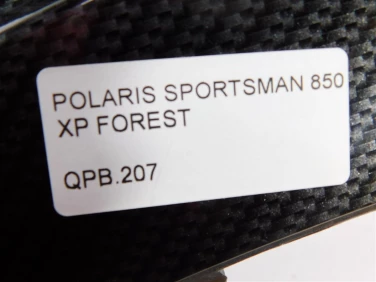 POLARIS SPORTSMAN 850
XP FOREST
QPB.207